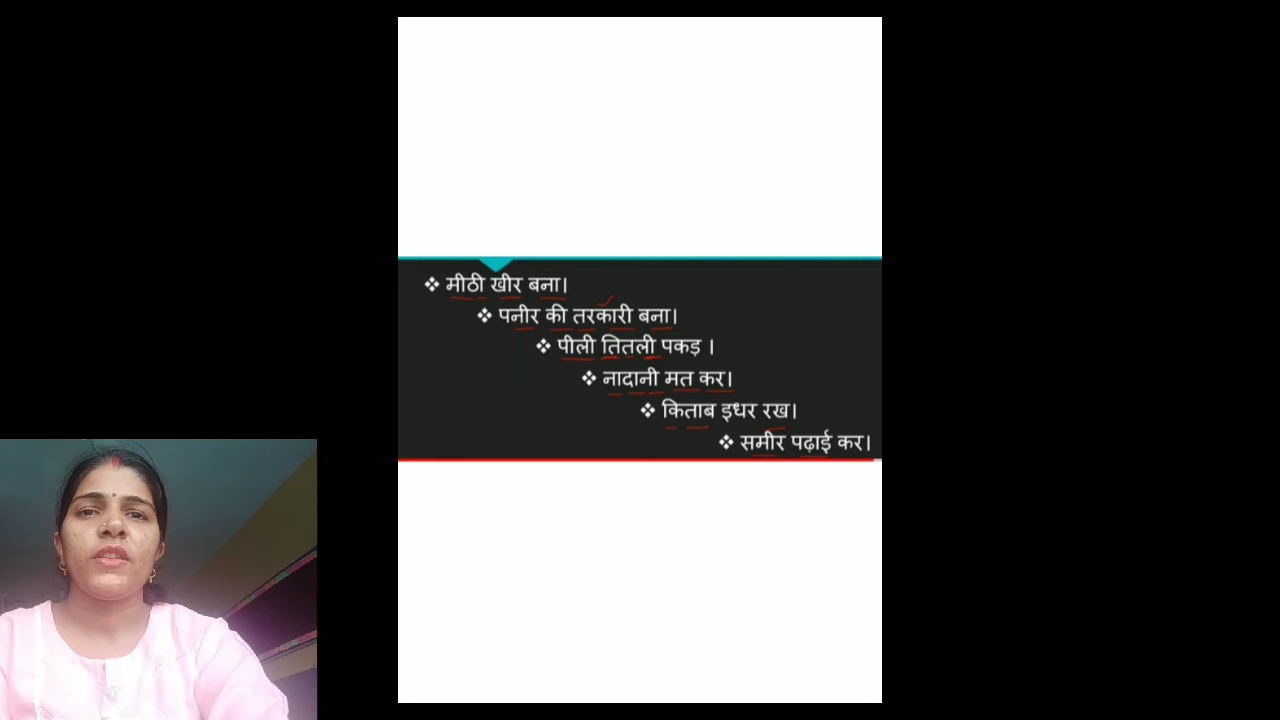 ❖ मीठी खीर बना।
❖ पनीर की तरकारी बना।
❖ पीली तितली पकड़ ।
❖ नादानी मत कर।
❖ किताब इधर रख।
❖ समीर पढ़ाई कर।